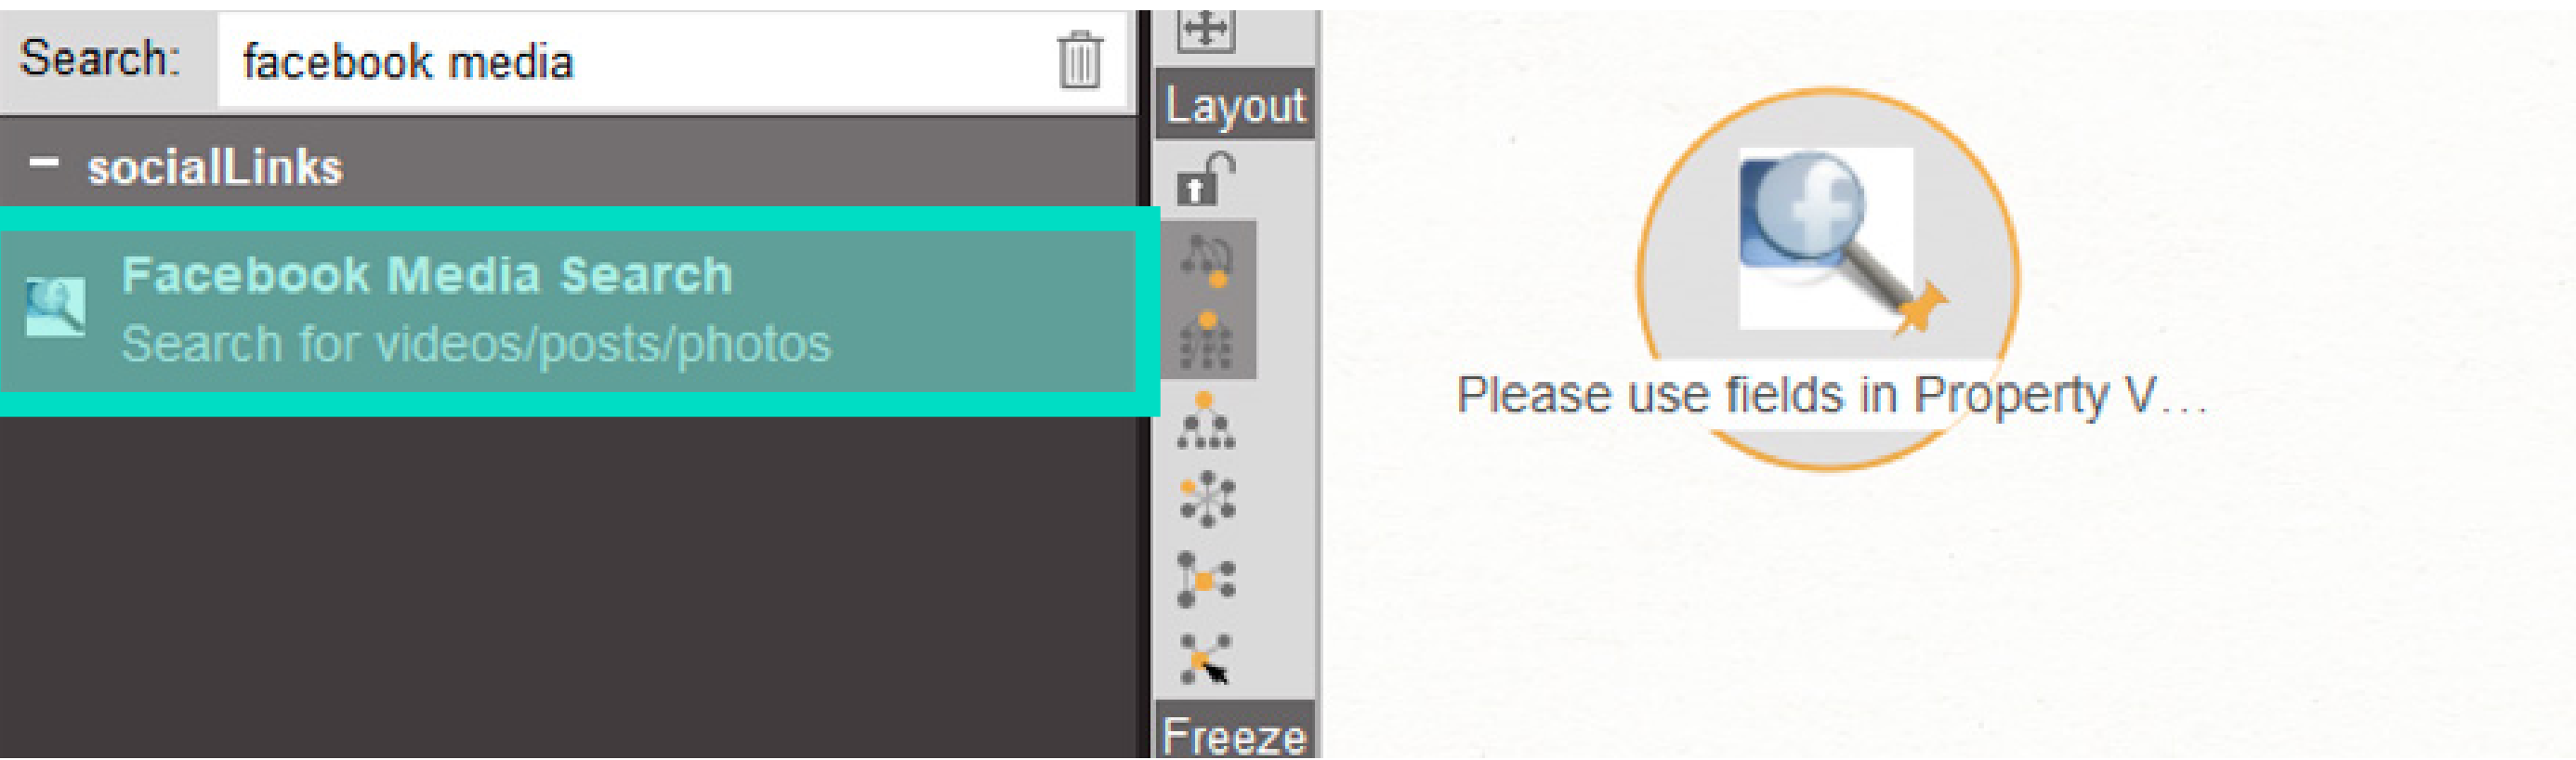 Search: facebook media
socialLinks
Facebook Media Search
Search for videos/posts/photos
Layout
Freeze
Please use fields in Property V...